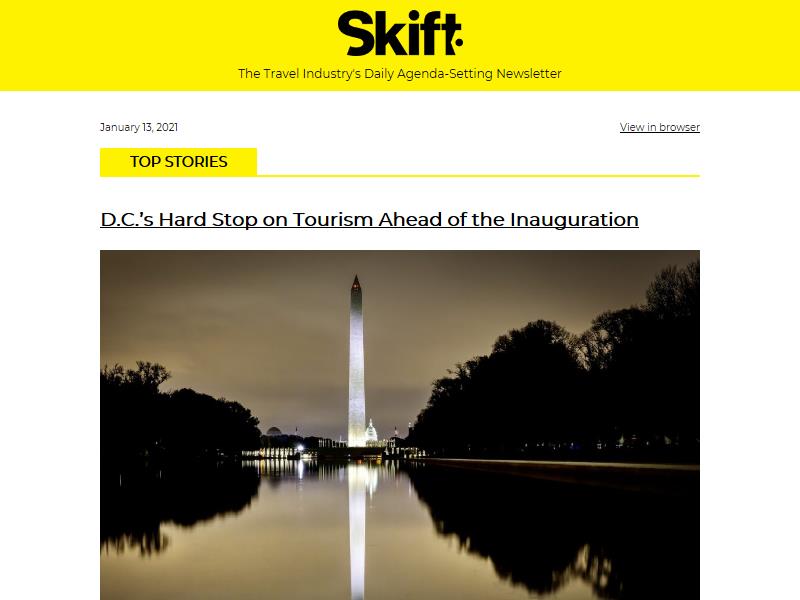 Skift.
The Travel Industry's Daily Agenda-Setting Newsletter
January 13, 2021
View in browser
TOP STORIES
D.C.’s Hard Stop on Tourism Ahead of the Inauguration